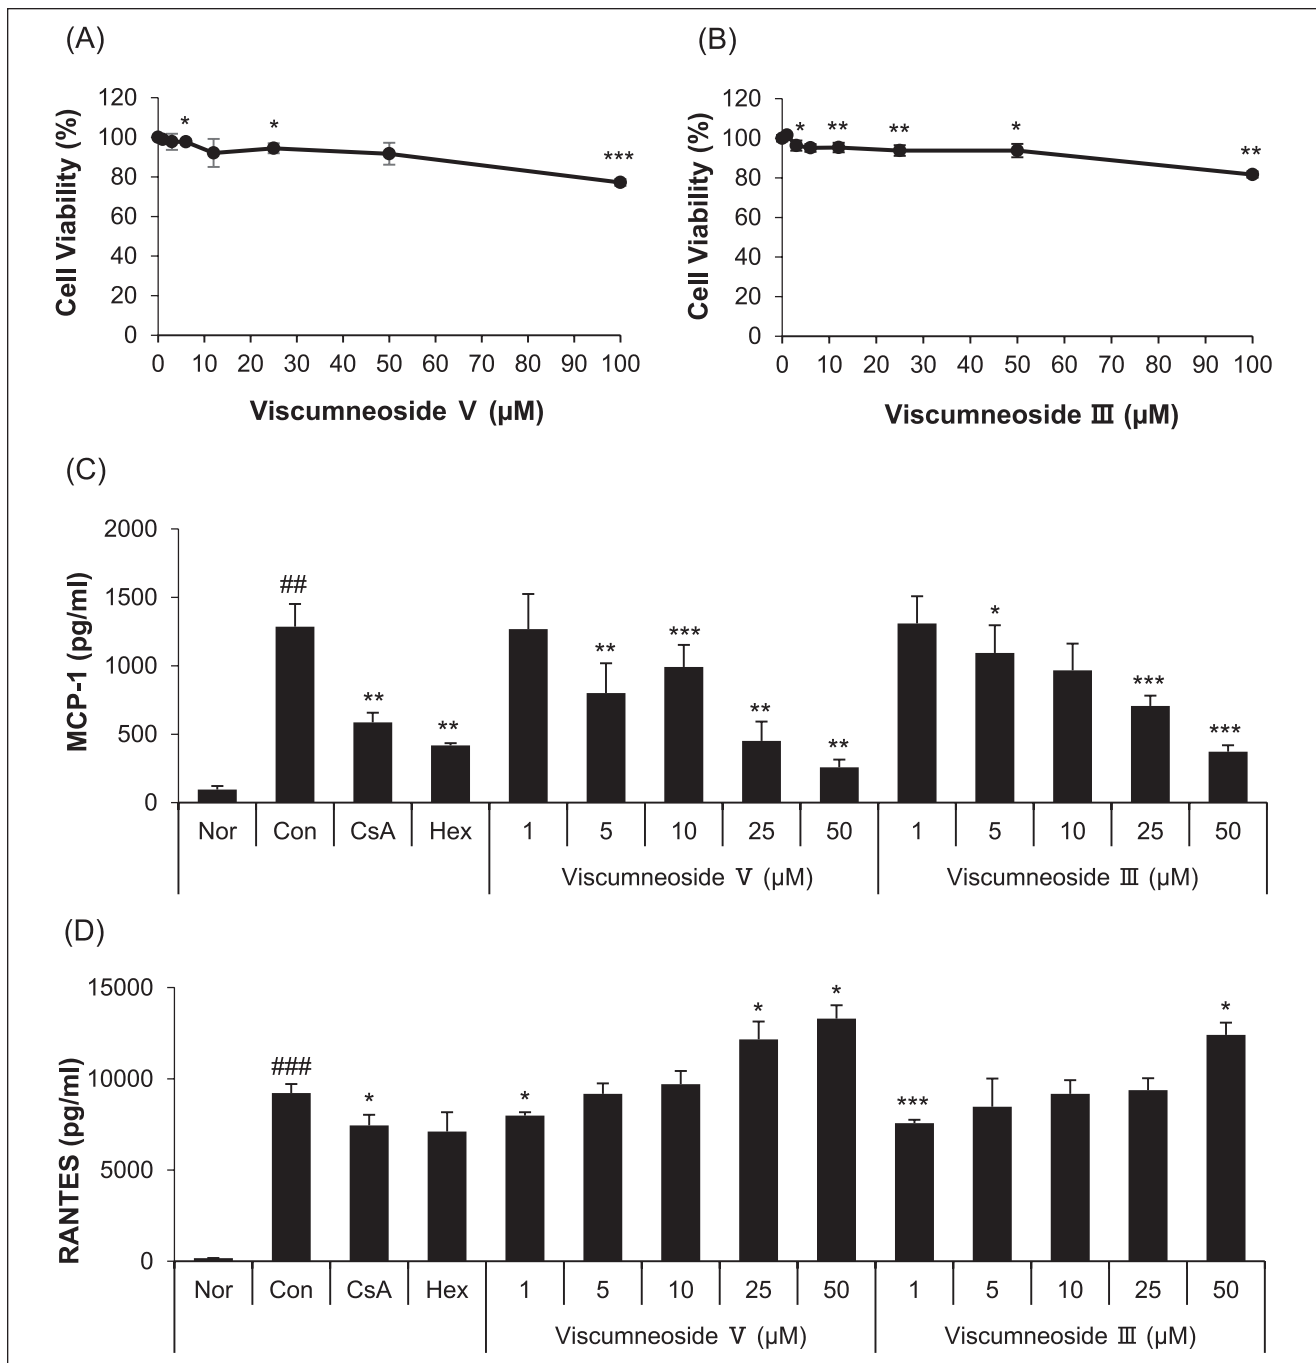 (A)
120
100
80
60
40
20
0
Cell Viability (%)
* * ***
0 10 20 30 40 50 60 70 80 90 100
Viscumneoside Ⅴ (μM)
(B)
120
100
80
60
40
20
0
Cell Viability (%)
* ** ** * **
0 10 20 30 40 50 60 70 80 90 100
Viscumneoside Ⅲ (μM)
(C)
2000
1500
1000
500
0
MCP-1 (pg/ml)
## ** ** ** *** ** ** * *** ***
Nor Con CsA Hex 1 5 10 25 50 1 5 10 25 50
Viscumneoside Ⅴ (μM) Viscumneoside Ⅲ (μM)
(D)
15000
10000
5000
0
RANTES (pg/ml)
### * * * * *** *
Nor Con CsA Hex 1 5 10 25 50 1 5 10 25 50
Viscumneoside Ⅴ (μM) Viscumneoside Ⅲ (μM)